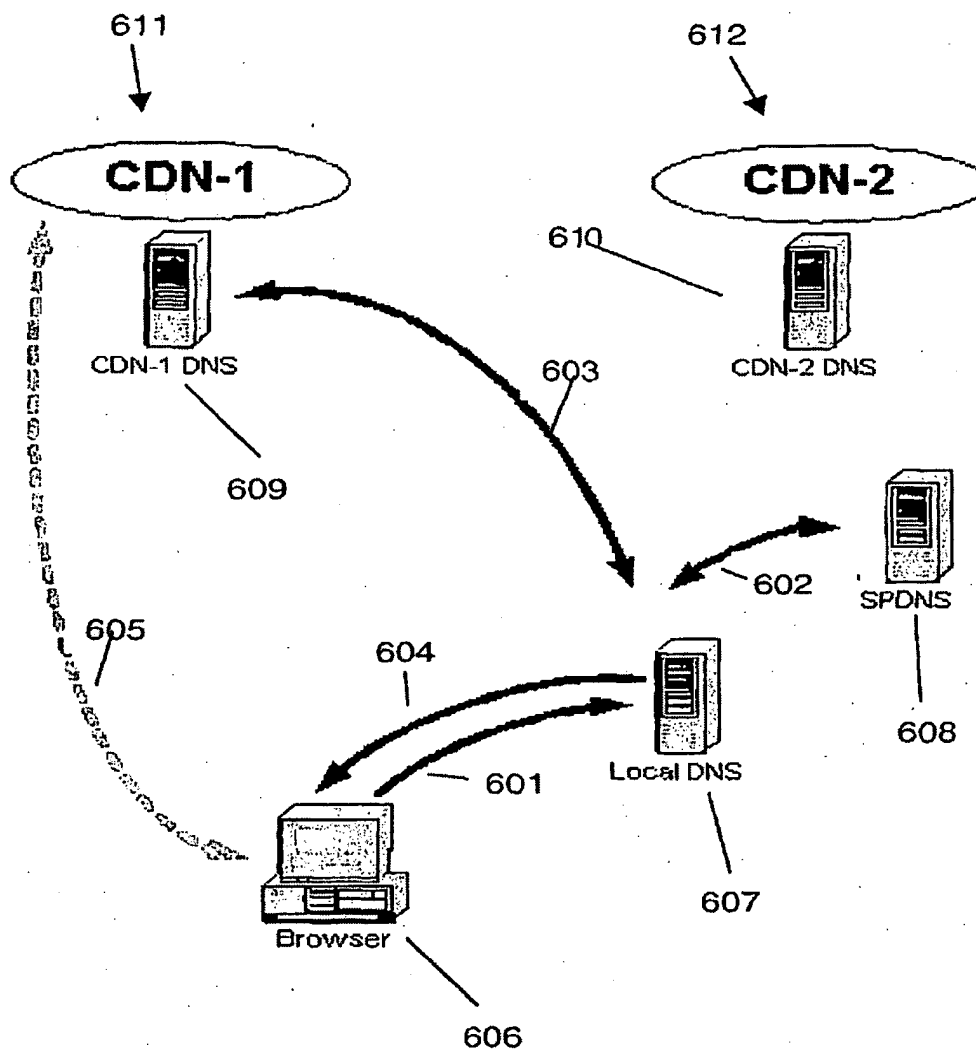 611
612
CDN-1
CDN-2
610
CDN-1 DNS
CDN-2 DNS
603
609
602
SPDNS
605
604
608
601
Local DNS
607
Browser
606